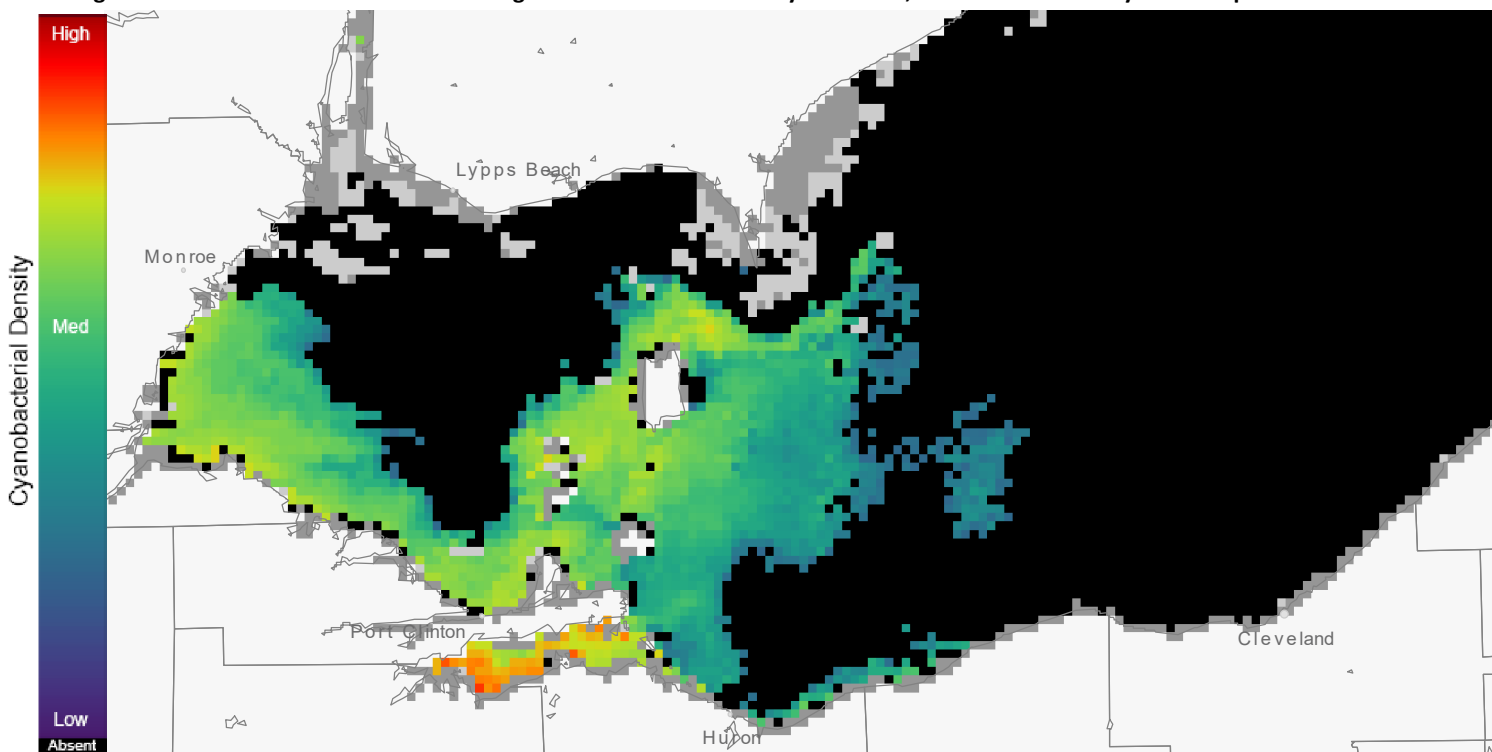 High
Lypps Beach
Monroe
Med
Cyanobacterial Density
Port Clinton
Cleveland
Low
Huron
Absent